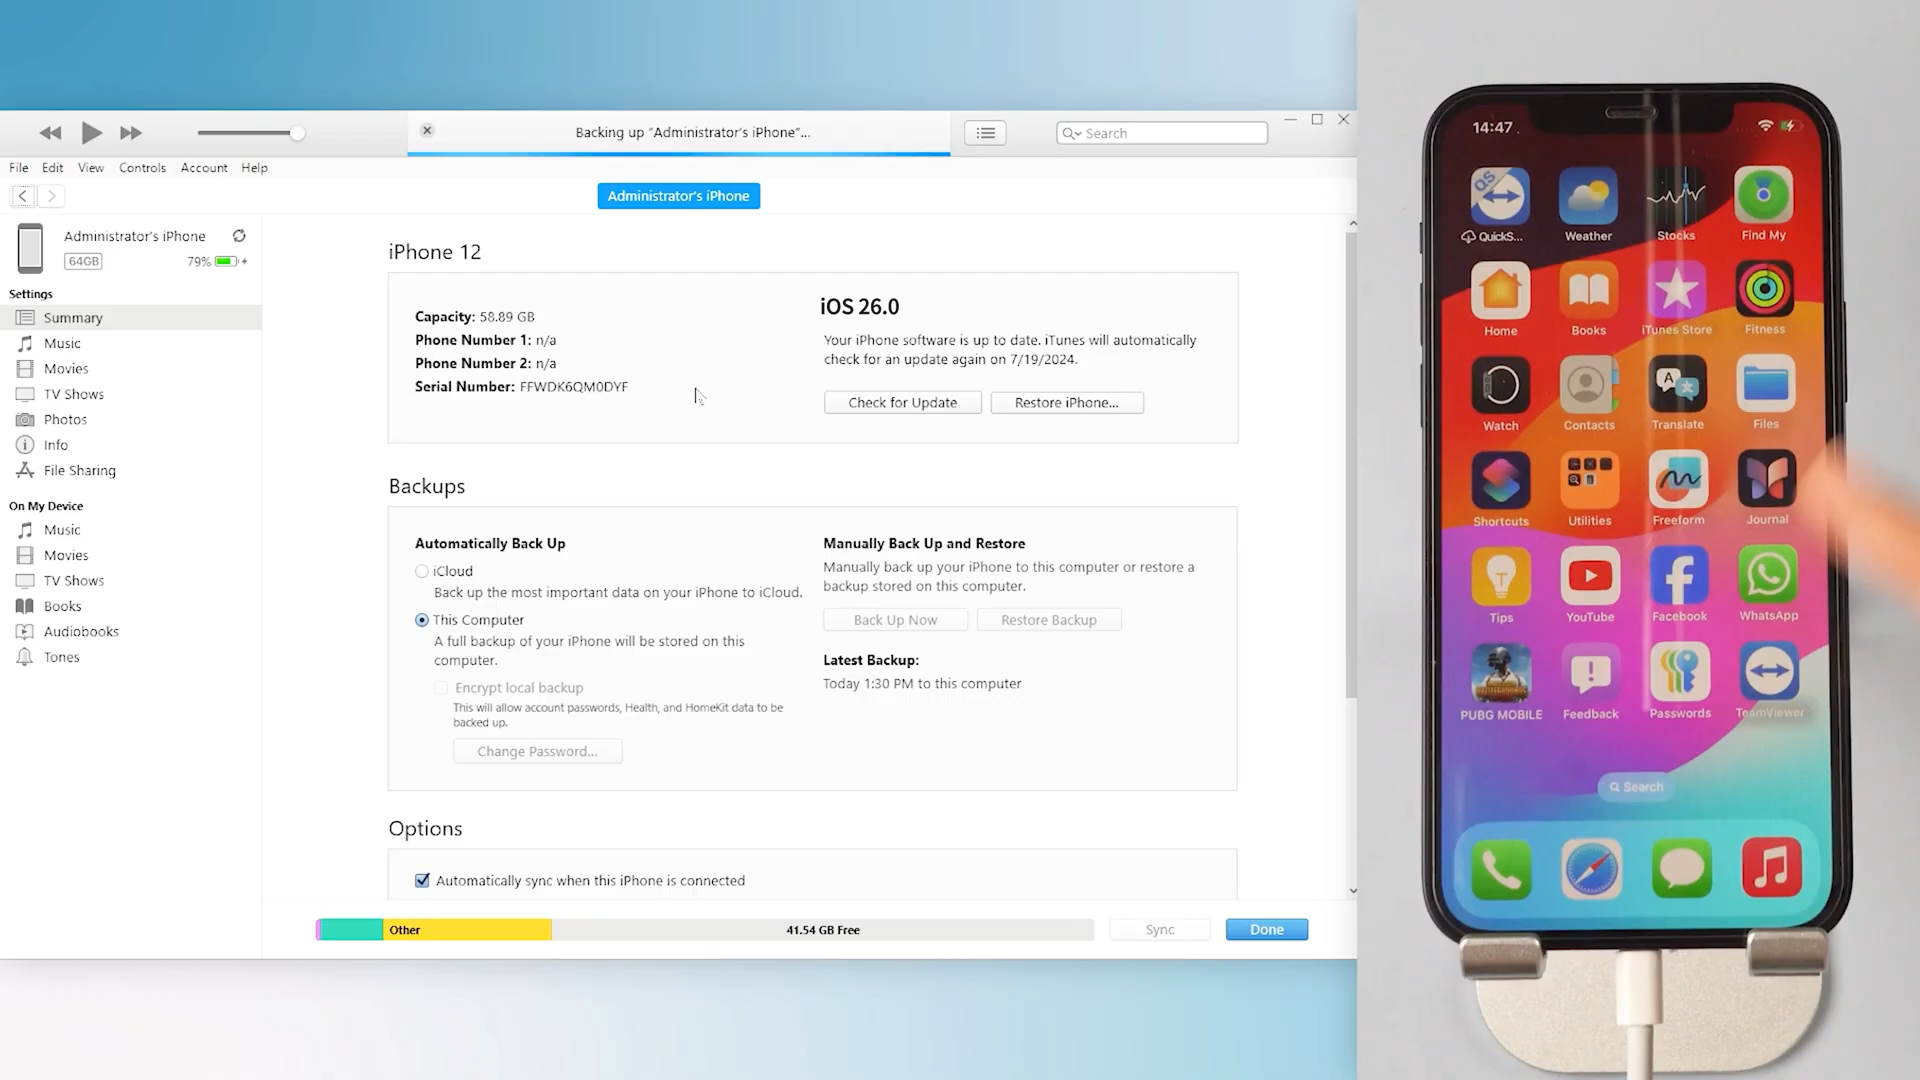 Backing up "Administrator's iPhone"...
Search
File Edit View Controls Account Help
Administrator's iPhone
Administrator's iPhone
64GB 79%
Settings
Summary
Music
Movies
TV Shows
Photos
Info
File Sharing
On My Device
Music
Movies
TV Shows
Books
Audiobooks
Tones
iPhone 12
Capacity: 58.89 GB
Phone Number 1: n/a
Phone Number 2: n/a
Serial Number: FFWDK6QM0DYF
iOS 26.0
Your iPhone software is up to date. iTunes will automatically
check for an update again on 7/19/2024.
Check for Update Restore iPhone...
Backups
Automatically Back Up
iCloud
Back up the most important data on your iPhone to iCloud.
This Computer
A full backup of your iPhone will be stored on this
computer.
Encrypt local backup
This will allow account passwords, Health, and HomeKit data to be
backed up.
Change Password...
Manually Back Up and Restore
Manually back up your iPhone to this computer or restore a
backup stored on this computer.
Back Up Now Restore Backup
Latest Backup:
Today 1:30 PM to this computer
Options
Automatically sync when this iPhone is connected
Other 41.54 GB Free Sync Done
14:47
QS
QuickS... Weather Stocks Find My
Home Books iTunes Store Fitness
Watch Contacts Translate Files
Shortcuts Utilities Freeform Journal
Tips YouTube Facebook WhatsApp
PUBG MOBILE Feedback Passwords TeamViewer
Search